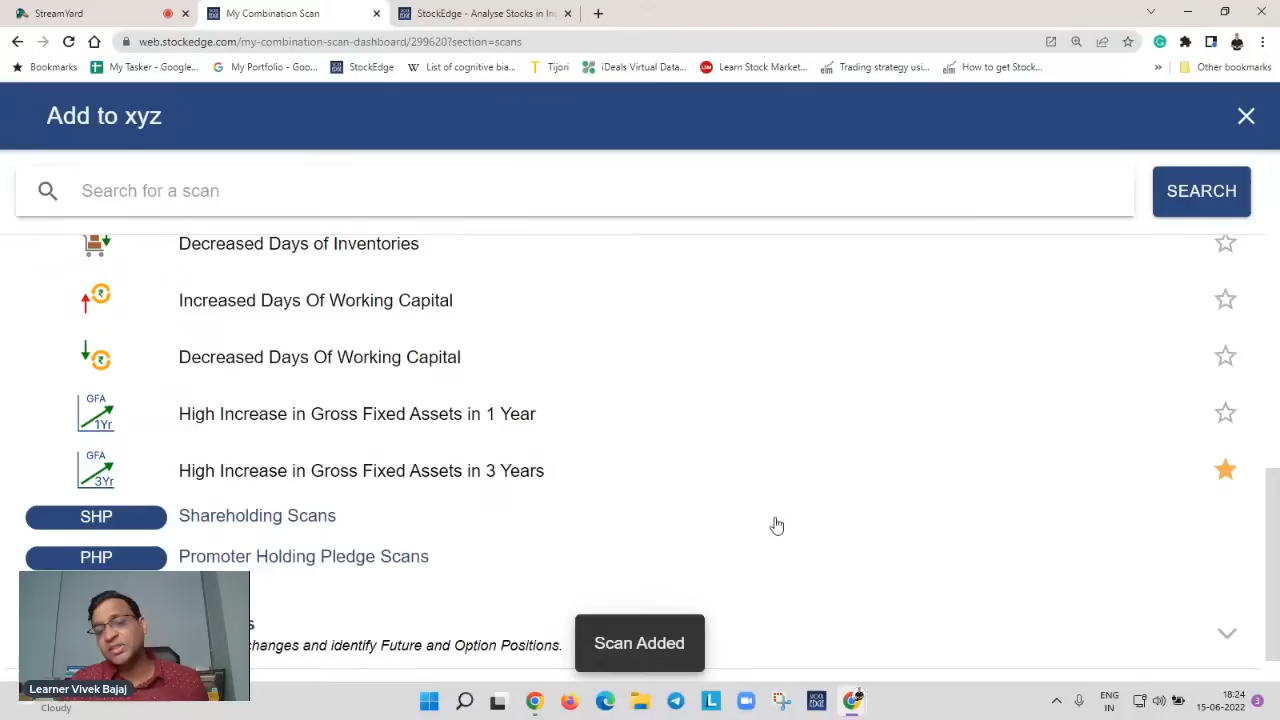 StreamYard
My Combination Scan
StockEdge - Analyse Stocks in In
web.stockedge.com/my-combination-scan-dashboard/299620?section=scans
Bookmarks
My Tasker - Google...
My Portfolio - Goo...
StockEdge
List of cognitive bia...
Tijori
iDeals Virtual Data...
Learn Stock Market...
Trading strategy usi...
How to get Stock...
»
Other bookmarks
Add to xyz
Search for a scan
SEARCH
Decreased Days of Inventories
Increased Days Of Working Capital
Decreased Days Of Working Capital
GFA
1Yr
High Increase in Gross Fixed Assets in 1 Year
GFA
3Yr
High Increase in Gross Fixed Assets in 3 Years
SHP
Shareholding Scans
PHP
Promoter Holding Pledge Scans
s
hanges and identify Future and Option Positions.
Scan Added
Learner Vivek Bajaj
Cloudy
ENG
IN
18:24
15-06-2022
3